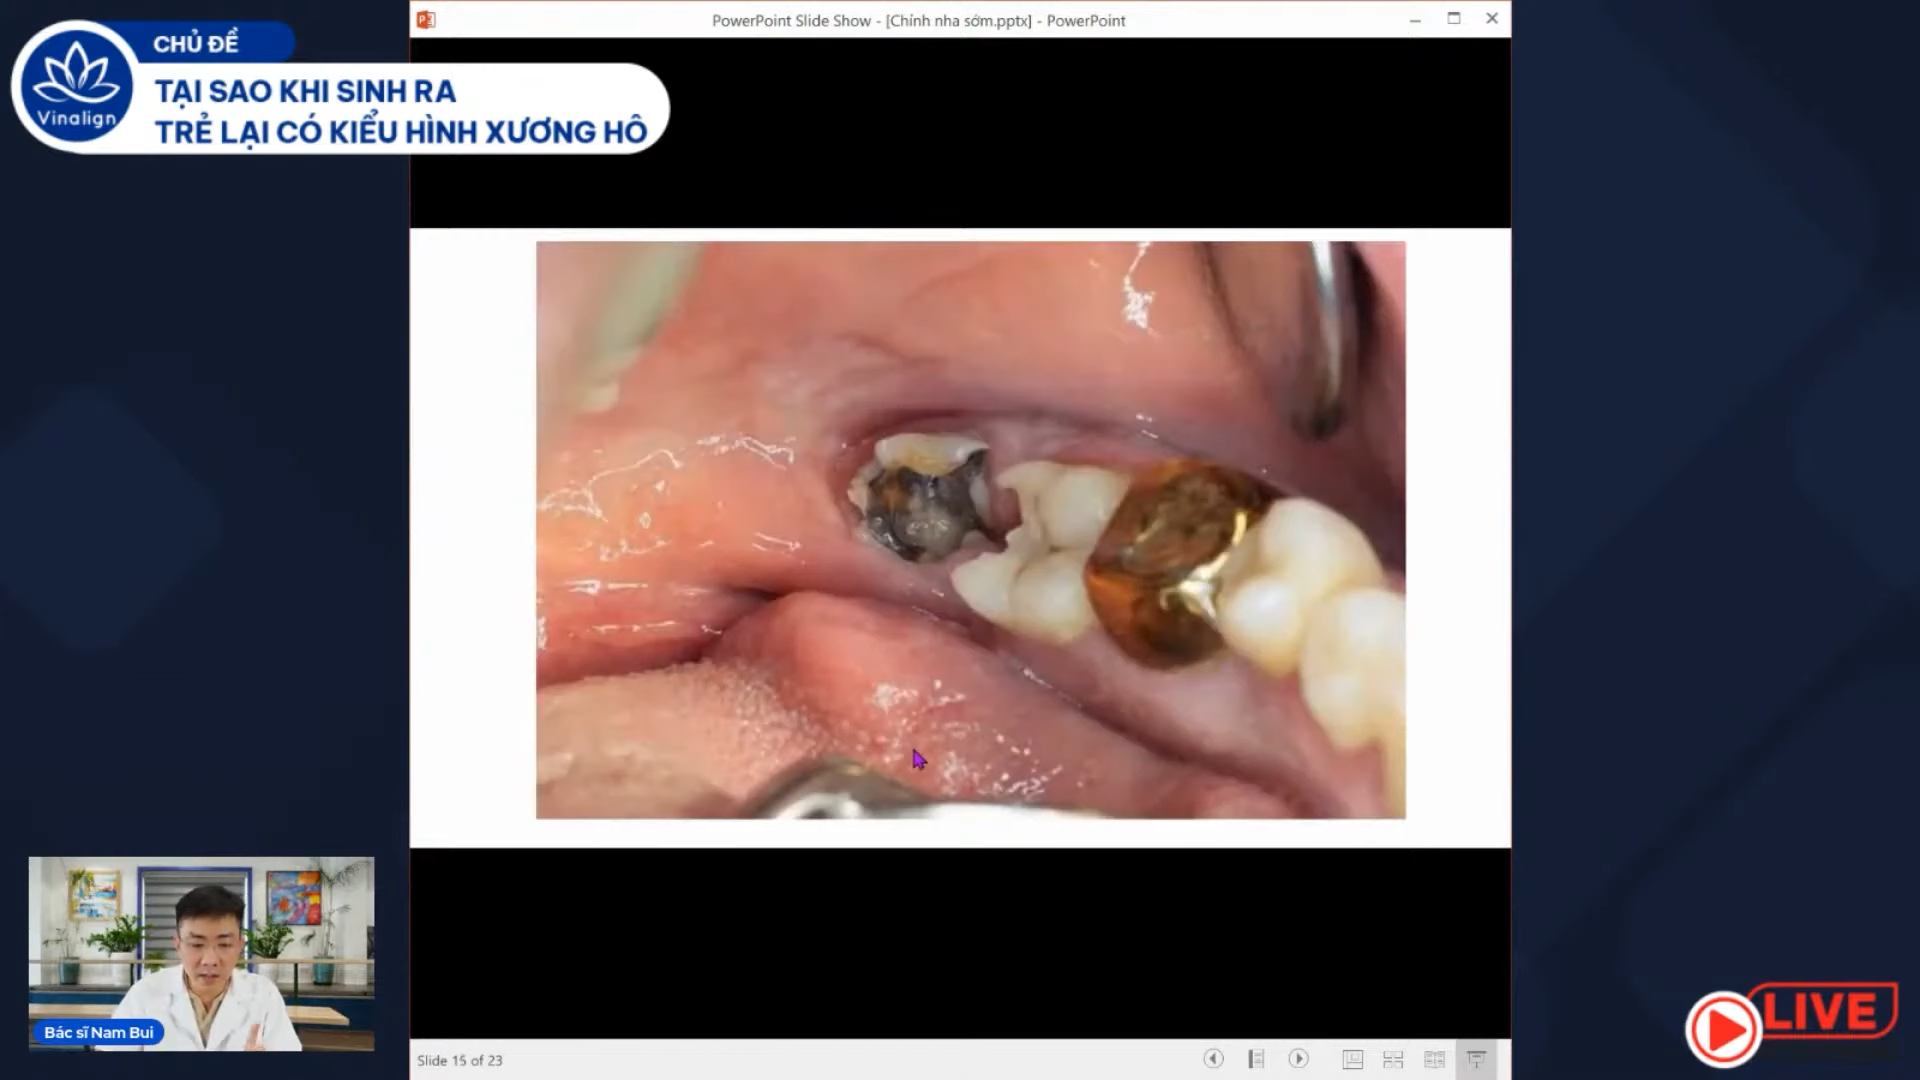 PowerPoint Slide Show - [Chỉnh nha sớm.pptx] - PowerPoint
CHỦ ĐỀ
TẠI SAO KHI SINH RA
TRẺ LẠI CÓ KIỂU HÌNH XƯƠNG HÔ
Vinalign
Bác sĩ Nam Bui
LIVE
Slide 15 of 23